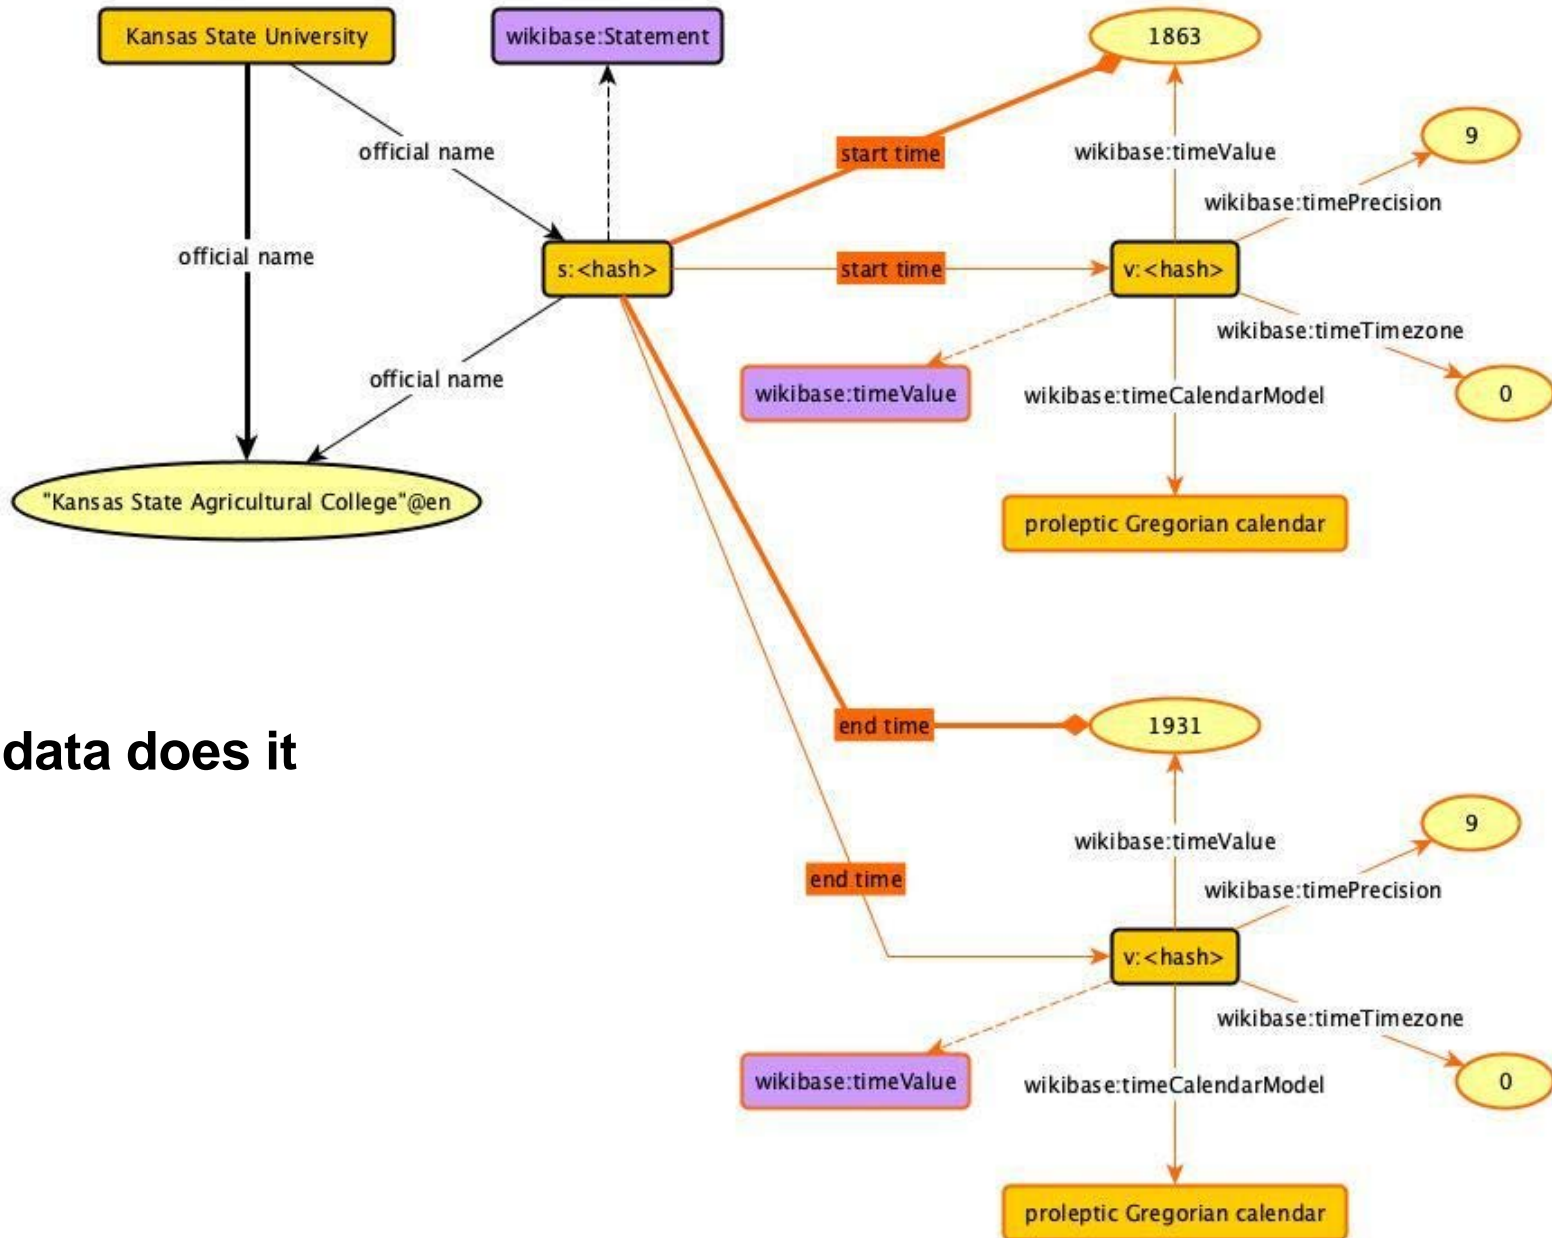 Kansas State University
wikibase:Statement
1863
official name
start time
wikibase:timeValue
9
wikibase:timePrecision
official name
s:<hash>
start time
v:<hash>
wikibase:timeTimezone
official name
wikibase:timeValue
wikibase:timeCalendarModel
0
"Kansas State Agricultural College"@en
proleptic Gregorian calendar
data does it
end time
1931
9
wikibase:timeValue
end time
wikibase:timePrecision
v:<hash>
wikibase:timeTimezone
wikibase:timeValue
wikibase:timeCalendarModel
0
proleptic Gregorian calendar